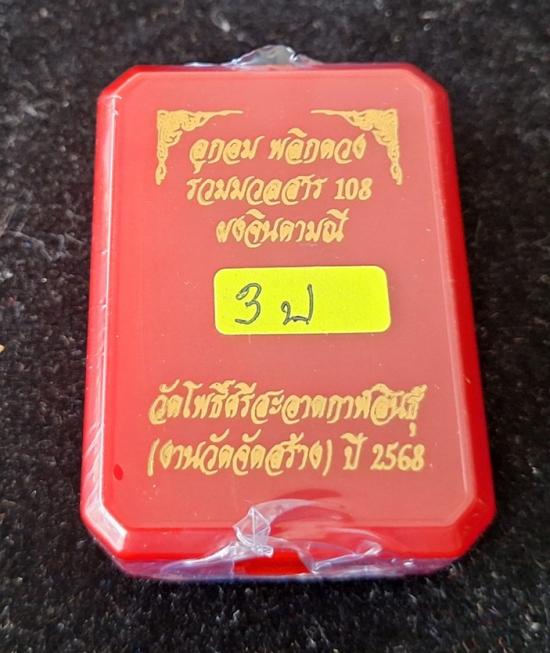 ลูกอม พลิกดวง
รวมมวลสาร 108
ผงจินดามณี
3 ฟ
วัดโพธิ์ศรีสะอาดกาฬสินธุ์
(งานวัดจัดสร้าง) ปี 2568